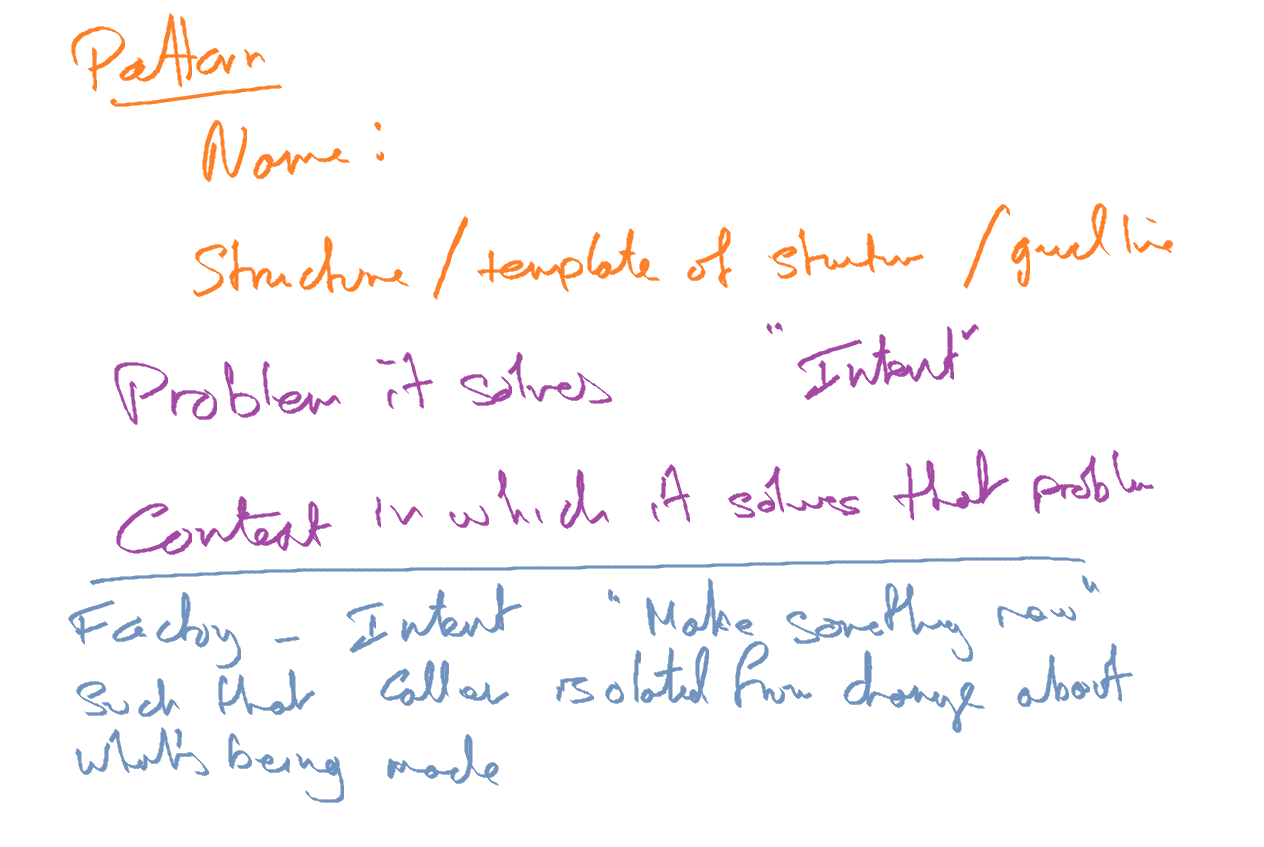 Pattern
Name:
Structure / template of structure / guideline
Problem it solves "Intent"
Context in which it solves that problem
Factory - Intent "Make something new"
Such that caller isolated from change about
what's being made